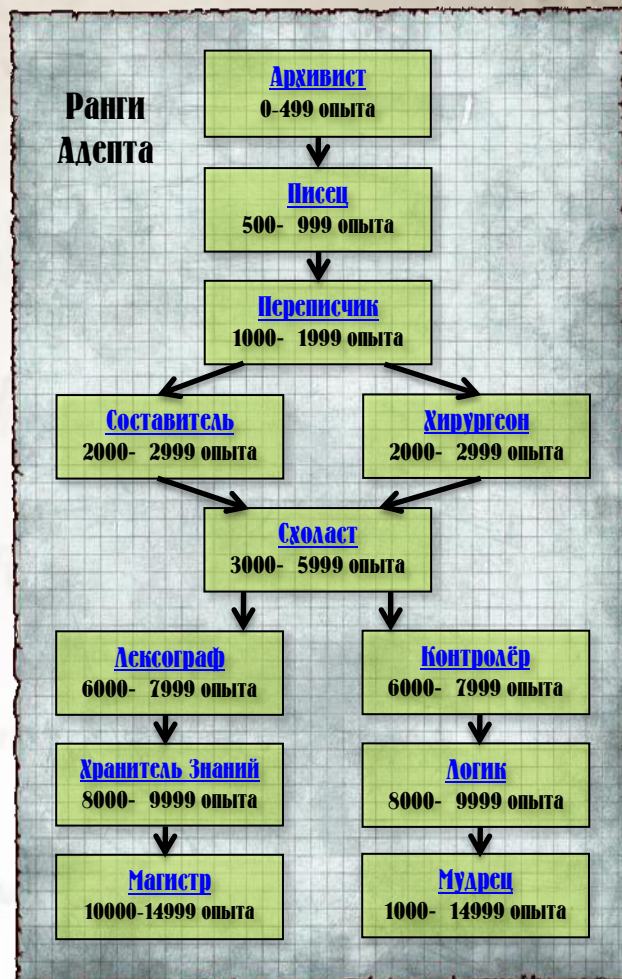 Ранги
Адепта
Архивист
0-499 опыта
Писец
500- 999 опыта
Переписчик
1000- 1999 опыта
Составитель
2000- 2999 опыта
Хирургеон
2000- 2999 опыта
Схоласт
3000- 5999 опыта
Лексограф
6000- 7999 опыта
Контролёр
6000- 7999 опыта
Хранитель Знаний
8000- 9999 опыта
Логик
8000- 9999 опыта
Магистр
10000-14999 опыта
Мудрец
1000- 14999 опыта